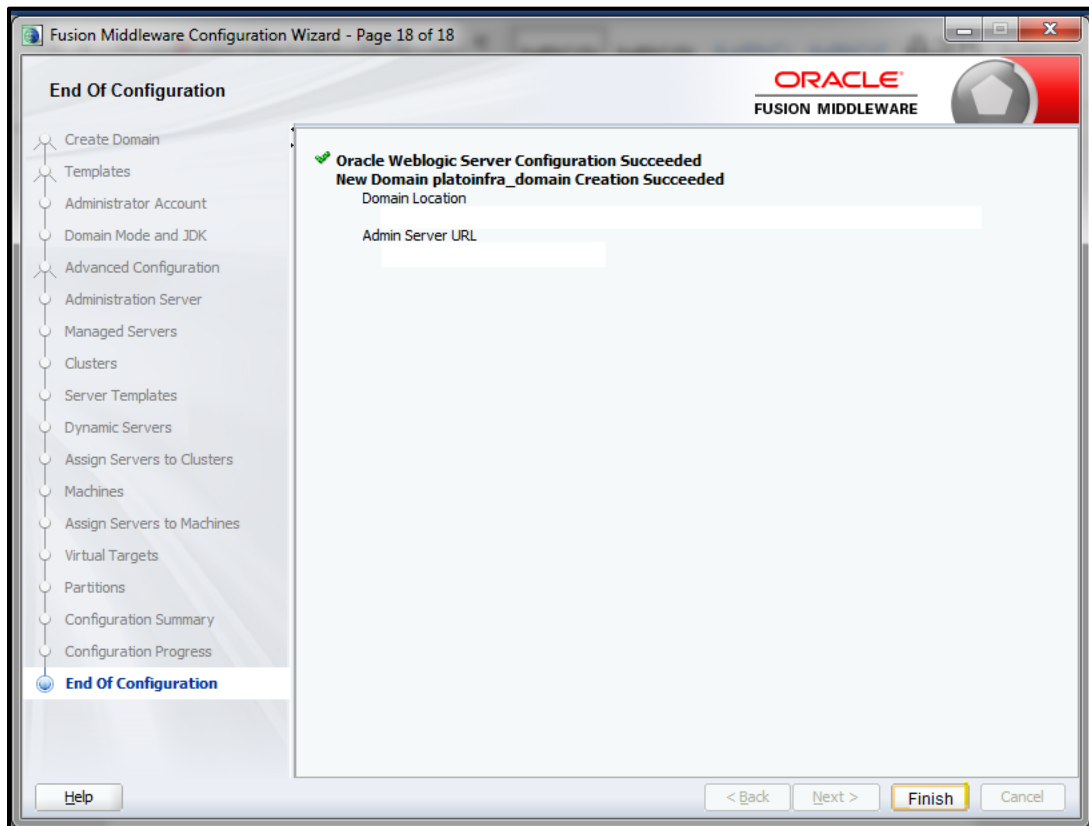 Fusion Middleware Configuration Wizard - Page 18 of 18
End Of Configuration
ORACLE
FUSION MIDDLEWARE
Create Domain
Templates
Administrator Account
Domain Mode and JDK
Advanced Configuration
Administration Server
Managed Servers
Clusters
Server Templates
Dynamic Servers
Assign Servers to Clusters
Machines
Assign Servers to Machines
Virtual Targets
Partitions
Configuration Summary
Configuration Progress
End Of Configuration
Oracle Weblogic Server Configuration Succeeded
New Domain platoinfra_domain Creation Succeeded
Domain Location
Admin Server URL
Help
< Back
Next >
Finish
Cancel